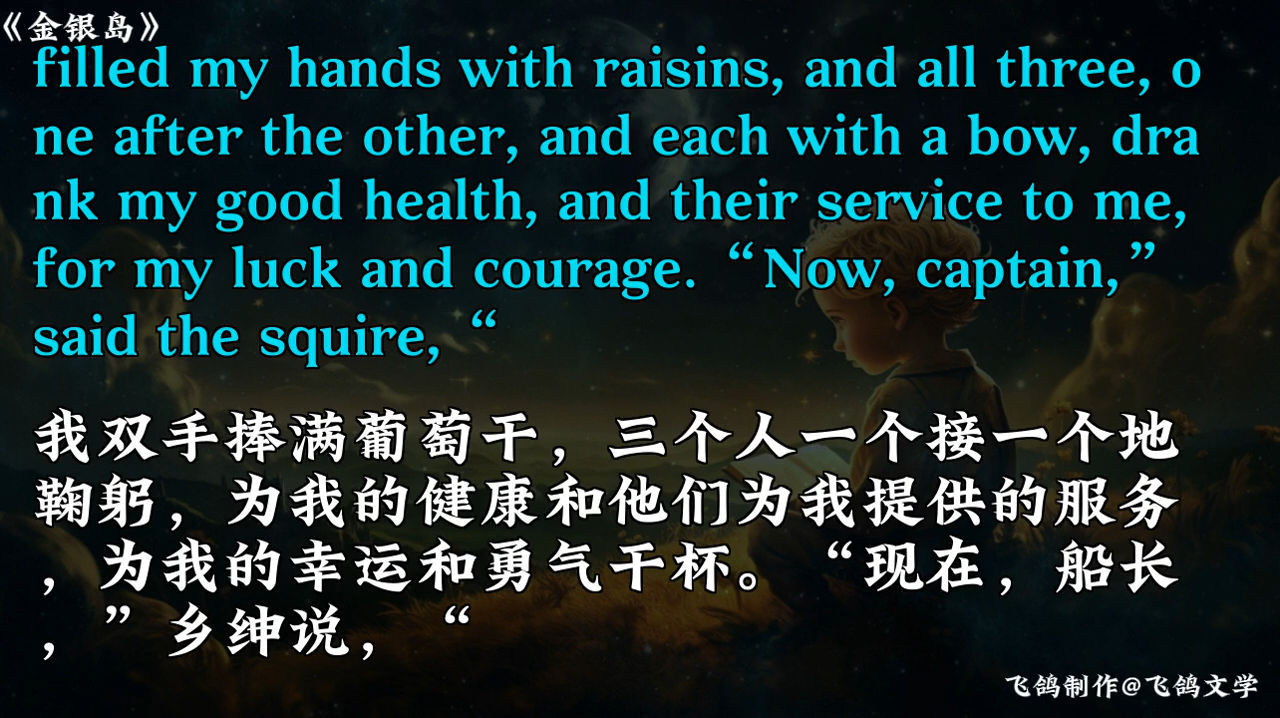 《金银岛》
filled my hands with raisins, and all three, o
ne after the other, and each with a bow, dra
nk my good health, and their service to me,
for my luck and courage. “Now, captain,”
said the squire, “
我双手捧满葡萄干，三个人一个接一个地
鞠躬，为我的健康和他们为我提供的服务
，为我的幸运和勇气干杯。 “现在，船长
，”乡绅说， “
飞鸽制作@飞鸽文学